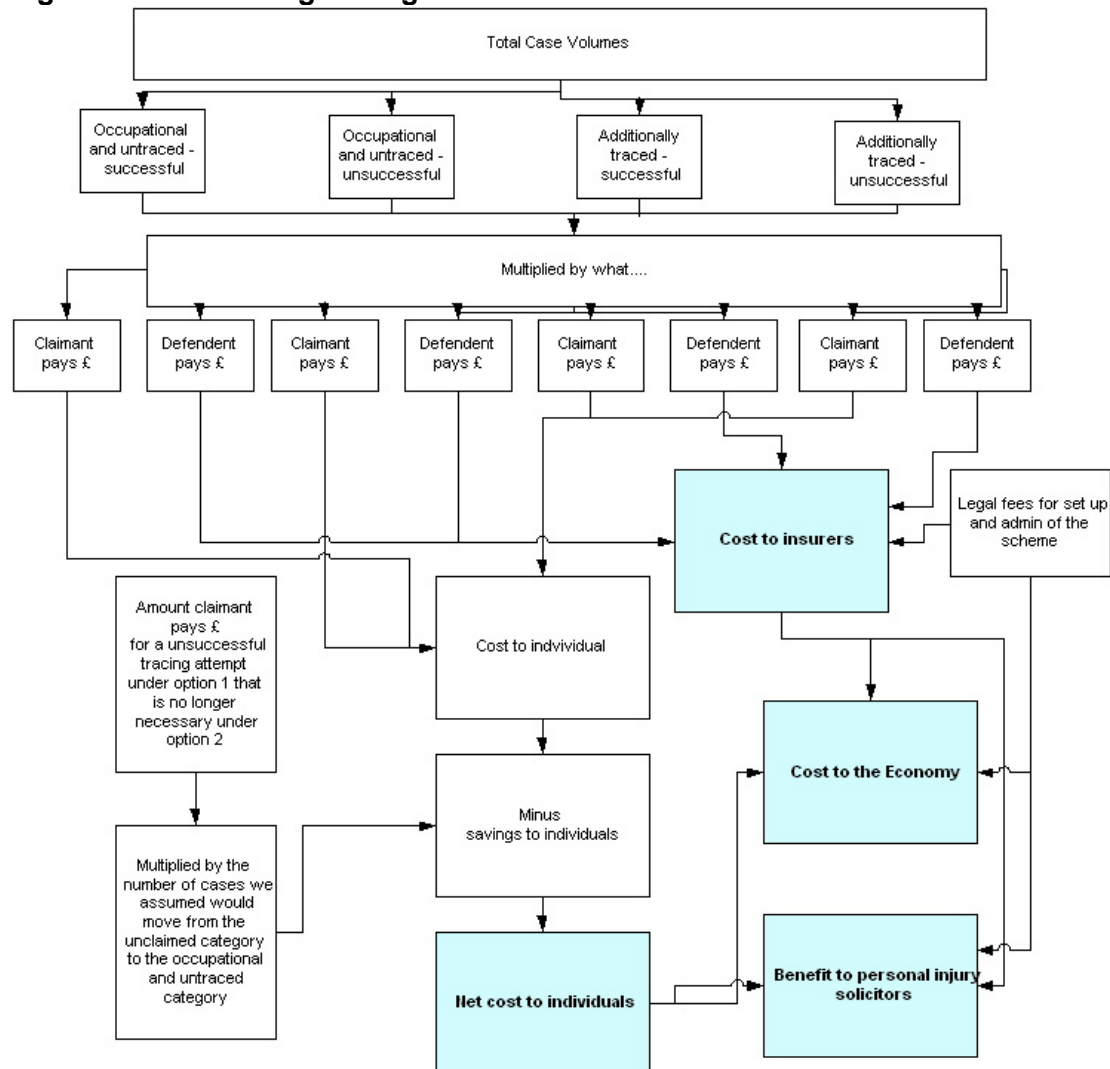 Total Case Volumes
Occupational
and untraced -
successful
Occupational
and untraced -
unsuccessful
Additionally
traced -
successful
Additionally
traced -
unsuccessful
Multiplied by what....
Claimant
pays £
Defendent
pays £
Claimant
pays £
Defendent
pays £
Claimant
pays £
Defendent
pays £
Claimant
pays £
Defendent
pays £
Cost to insurers
Legal fees for set up
and admin of the
scheme
Amount claimant
pays £
for a unsuccessful
tracing attempt
under option 1 that
is no longer
necessary under
option 2
Cost to indvividual
Cost to the Economy
Minus
savings to individuals
Multiplied by the
number of cases we
assumed would
move from the
unclaimed category
to the occupational
and untraced
category
Net cost to individuals
Benefit to personal injury
solicitors